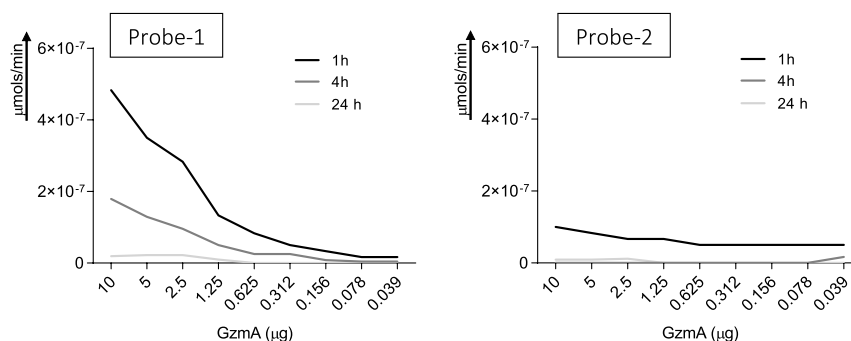 Probe-1
μmols/min
6×10⁻⁷
4×10⁻⁷
2×10⁻⁷
0
1h
4h
24 h
10
5
2.5
1.25
0.625
0.312
0.156
0.078
0.039
GzmA (μg)
Probe-2
μmols/min
6×10⁻⁷
4×10⁻⁷
2×10⁻⁷
0
1h
4h
24 h
10
5
2.5
1.25
0.625
0.312
0.156
0.078
0.039
GzmA (μg)